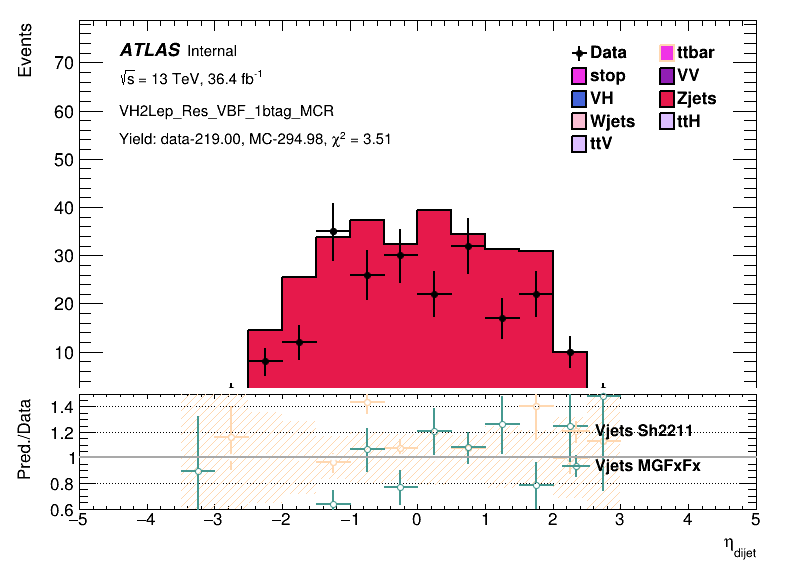 Events
ATLAS Internal
√s = 13 TeV, 36.4 fb⁻¹
VH2Lep_Res_VBF_1btag_MCR
Yield: data-219.00, MC-294.98, χ² = 3.51
Data ttbar
stop VV
VH Zjets
Wjets ttH
ttV
70
60
50
40
30
20
10
Pred./Data
1.4
1.2
1
0.8
0.6
Vjets Sh2211
Vjets MGFxFx
−5 −4 −3 −2 −1 0 1 2 3 4 5
η_dijet